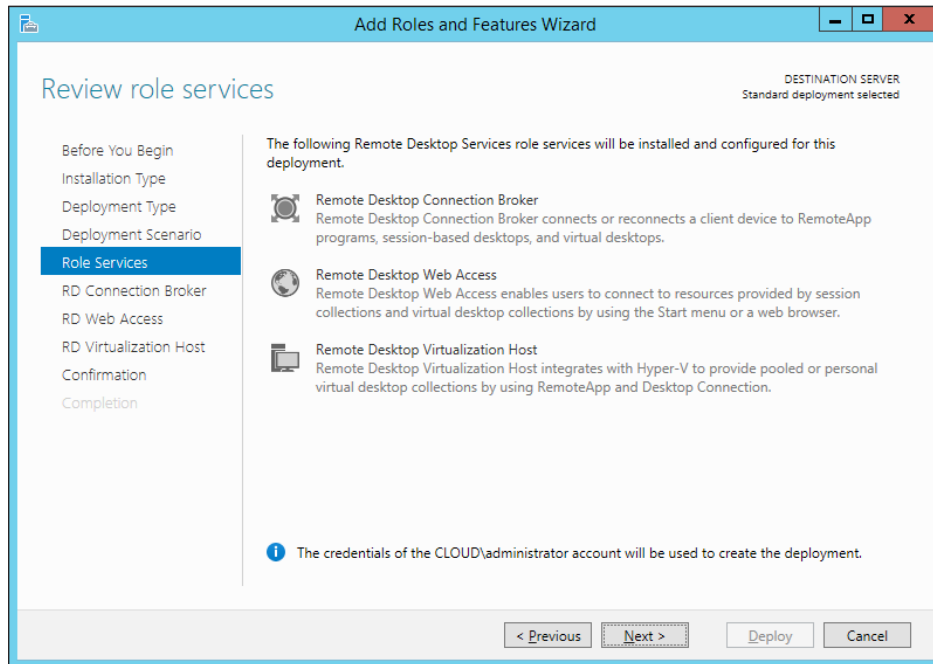 Add Roles and Features Wizard
Review role services
DESTINATION SERVER
Standard deployment selected
Before You Begin
Installation Type
Deployment Type
Deployment Scenario
Role Services
RD Connection Broker
RD Web Access
RD Virtualization Host
Confirmation
Completion
The following Remote Desktop Services role services will be installed and configured for this
deployment.
Remote Desktop Connection Broker
Remote Desktop Connection Broker connects or reconnects a client device to RemoteApp
programs, session-based desktops, and virtual desktops.
Remote Desktop Web Access
Remote Desktop Web Access enables users to connect to resources provided by session
collections and virtual desktop collections by using the Start menu or a web browser.
Remote Desktop Virtualization Host
Remote Desktop Virtualization Host integrates with Hyper-V to provide pooled or personal
virtual desktop collections by using RemoteApp and Desktop Connection.
The credentials of the CLOUD\administrator account will be used to create the deployment.
< Previous
Next >
Deploy
Cancel